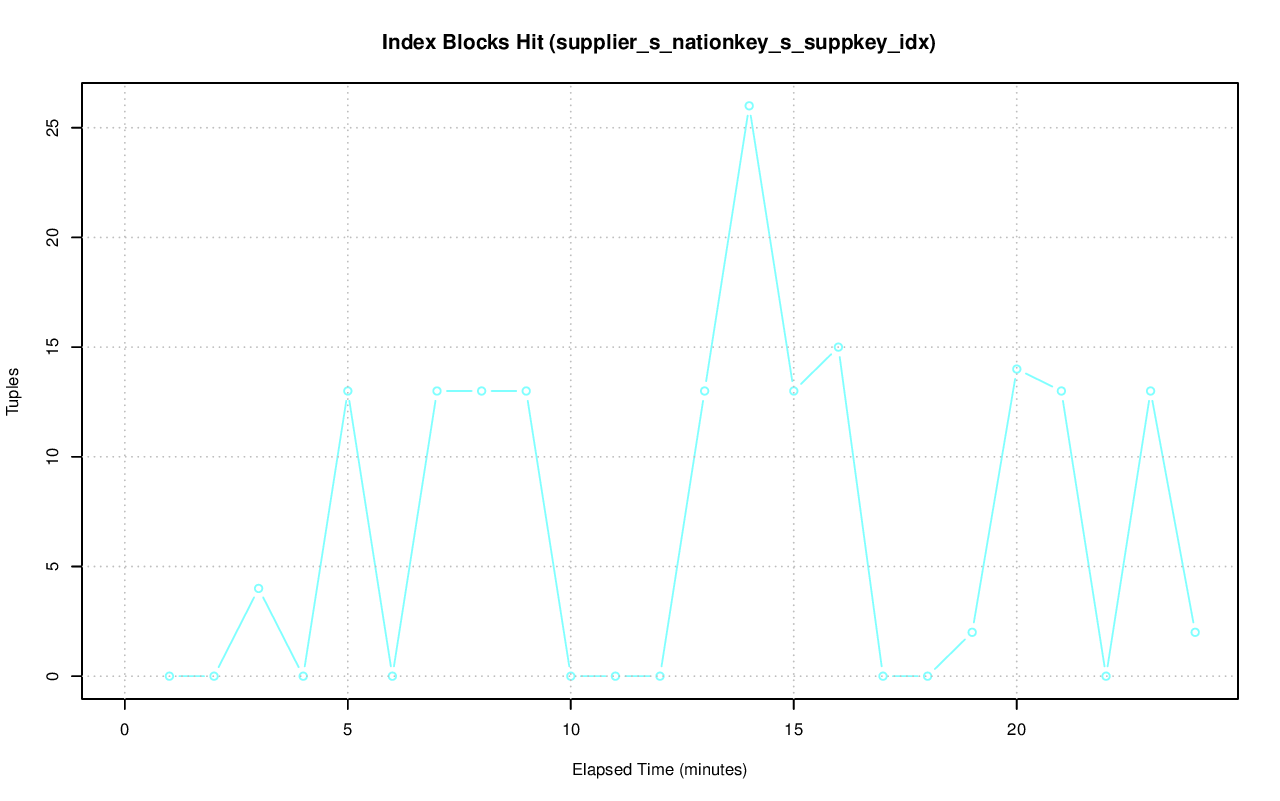 Index Blocks Hit (supplier_s_nationkey_s_suppkey_idx)
25
20
15
10
5
0
Tuples
0 5 10 15 20
Elapsed Time (minutes)